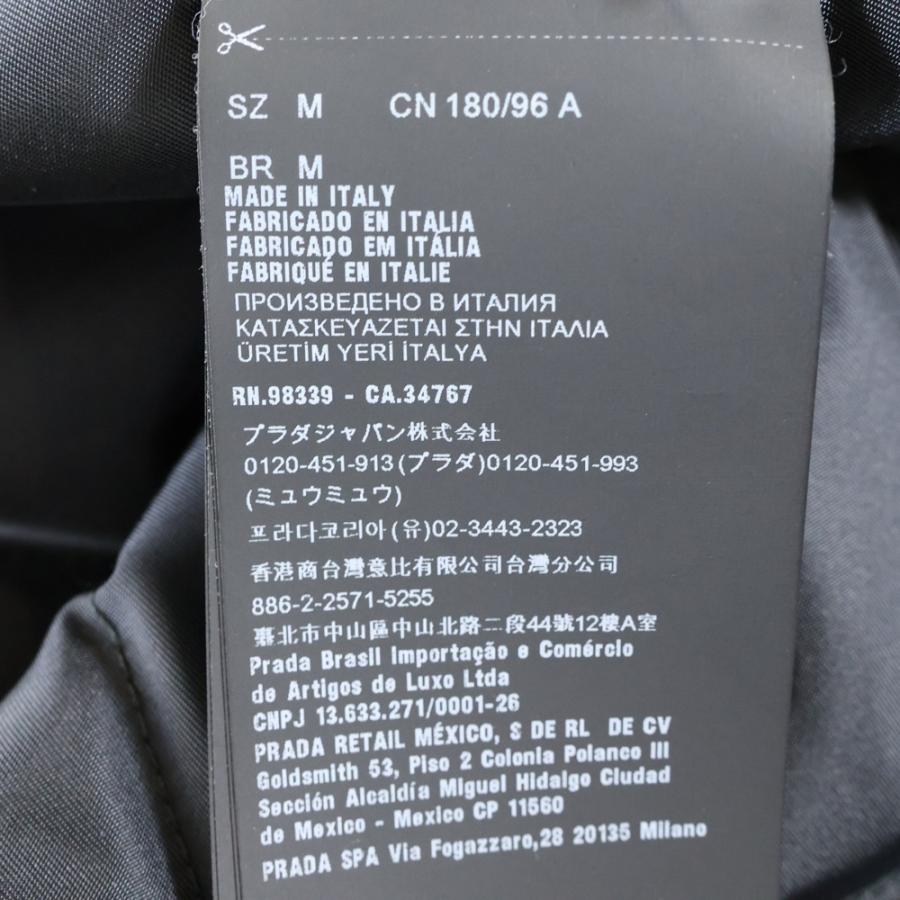 SZ M CN 180/96 A
BR M
MADE IN ITALY
FABRICADO EN ITALIA
FABRICADO EM ITÁLIA
FABRIQUÉ EN ITALIE
ПРОИЗВЕДЕНО В ИТАЛИЯ
ΚΑΤΑΣΚΕΥΑΖΕΤΑΙ ΣΤΗΝ ΙΤΑΛΙΑ
ÜRETİM YERİ İTALYA
RN.98339 - CA.34767
プラダジャパン株式会社
0120-451-913(プラダ)0120-451-993
(ミュウミュウ)
프라다코리아(유)02-3443-2323
香港商台灣意比有限公司台灣分公司
886-2-2571-5255
臺北市中山區中山北路二段44號12樓A室
Prada Brasil Importação e Comércio
de Artigos de Luxo Ltda
CNPJ 13.633.271/0001-26
PRADA RETAIL MÉXICO, S DE RL DE CV
Goldsmith 53, Piso 2 Colonia Polanco III
Sección Alcaldía Miguel Hidalgo Ciudad
de Mexico - Mexico CP 11560
PRADA SPA Via Fogazzaro,28 20135 Milano